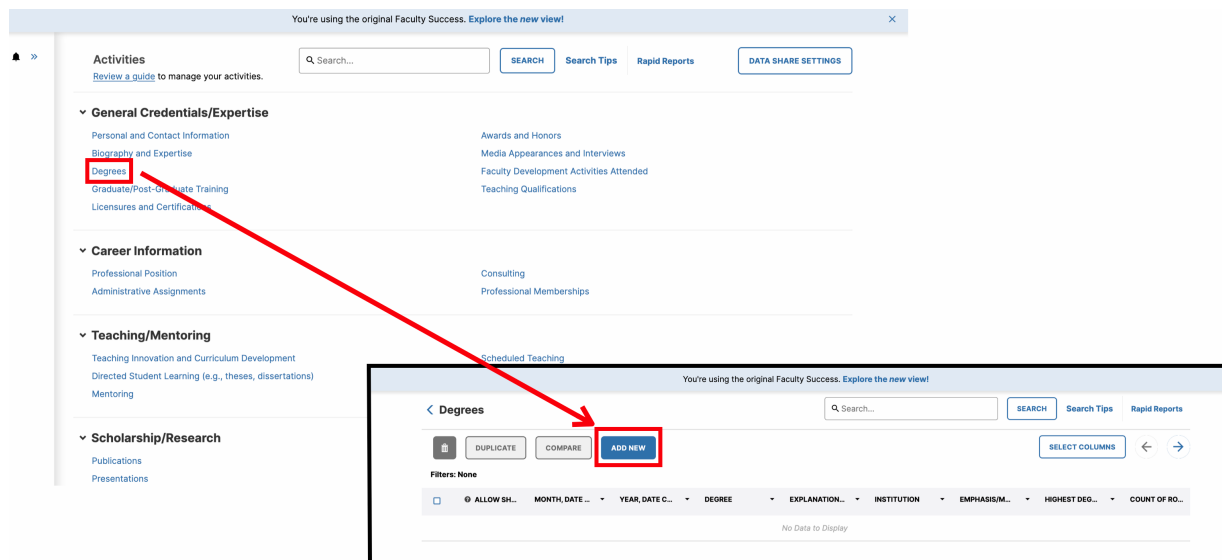 You're using the original Faculty Success. Explore the new view!
Activities
Search...
SEARCH
Search Tips
Rapid Reports
DATA SHARE SETTINGS
Review a guide to manage your activities.
General Credentials/Expertise
Personal and Contact Information
Awards and Honors
Biography and Expertise
Media Appearances and Interviews
Degrees
Faculty Development Activities Attended
Graduate/Post-Graduate Training
Teaching Qualifications
Licensures and Certifications
Career Information
Professional Position
Consulting
Administrative Assignments
Professional Memberships
Teaching/Mentoring
Teaching Innovation and Curriculum Development
Scheduled Teaching
Directed Student Learning (e.g., theses, dissertations)
Mentoring
Scholarship/Research
Publications
Presentations
You're using the original Faculty Success. Explore the new view!
Degrees
Search...
SEARCH
Search Tips
Rapid Reports
DUPLICATE
COMPARE
ADD NEW
SELECT COLUMNS
Filters: None
ALLOW SH... MONTH, DATE ... YEAR, DATE C... DEGREE EXPLANATION... INSTITUTION EMPHASIS/M... HIGHEST DEG... COUNT OF RO...
No Data to Display